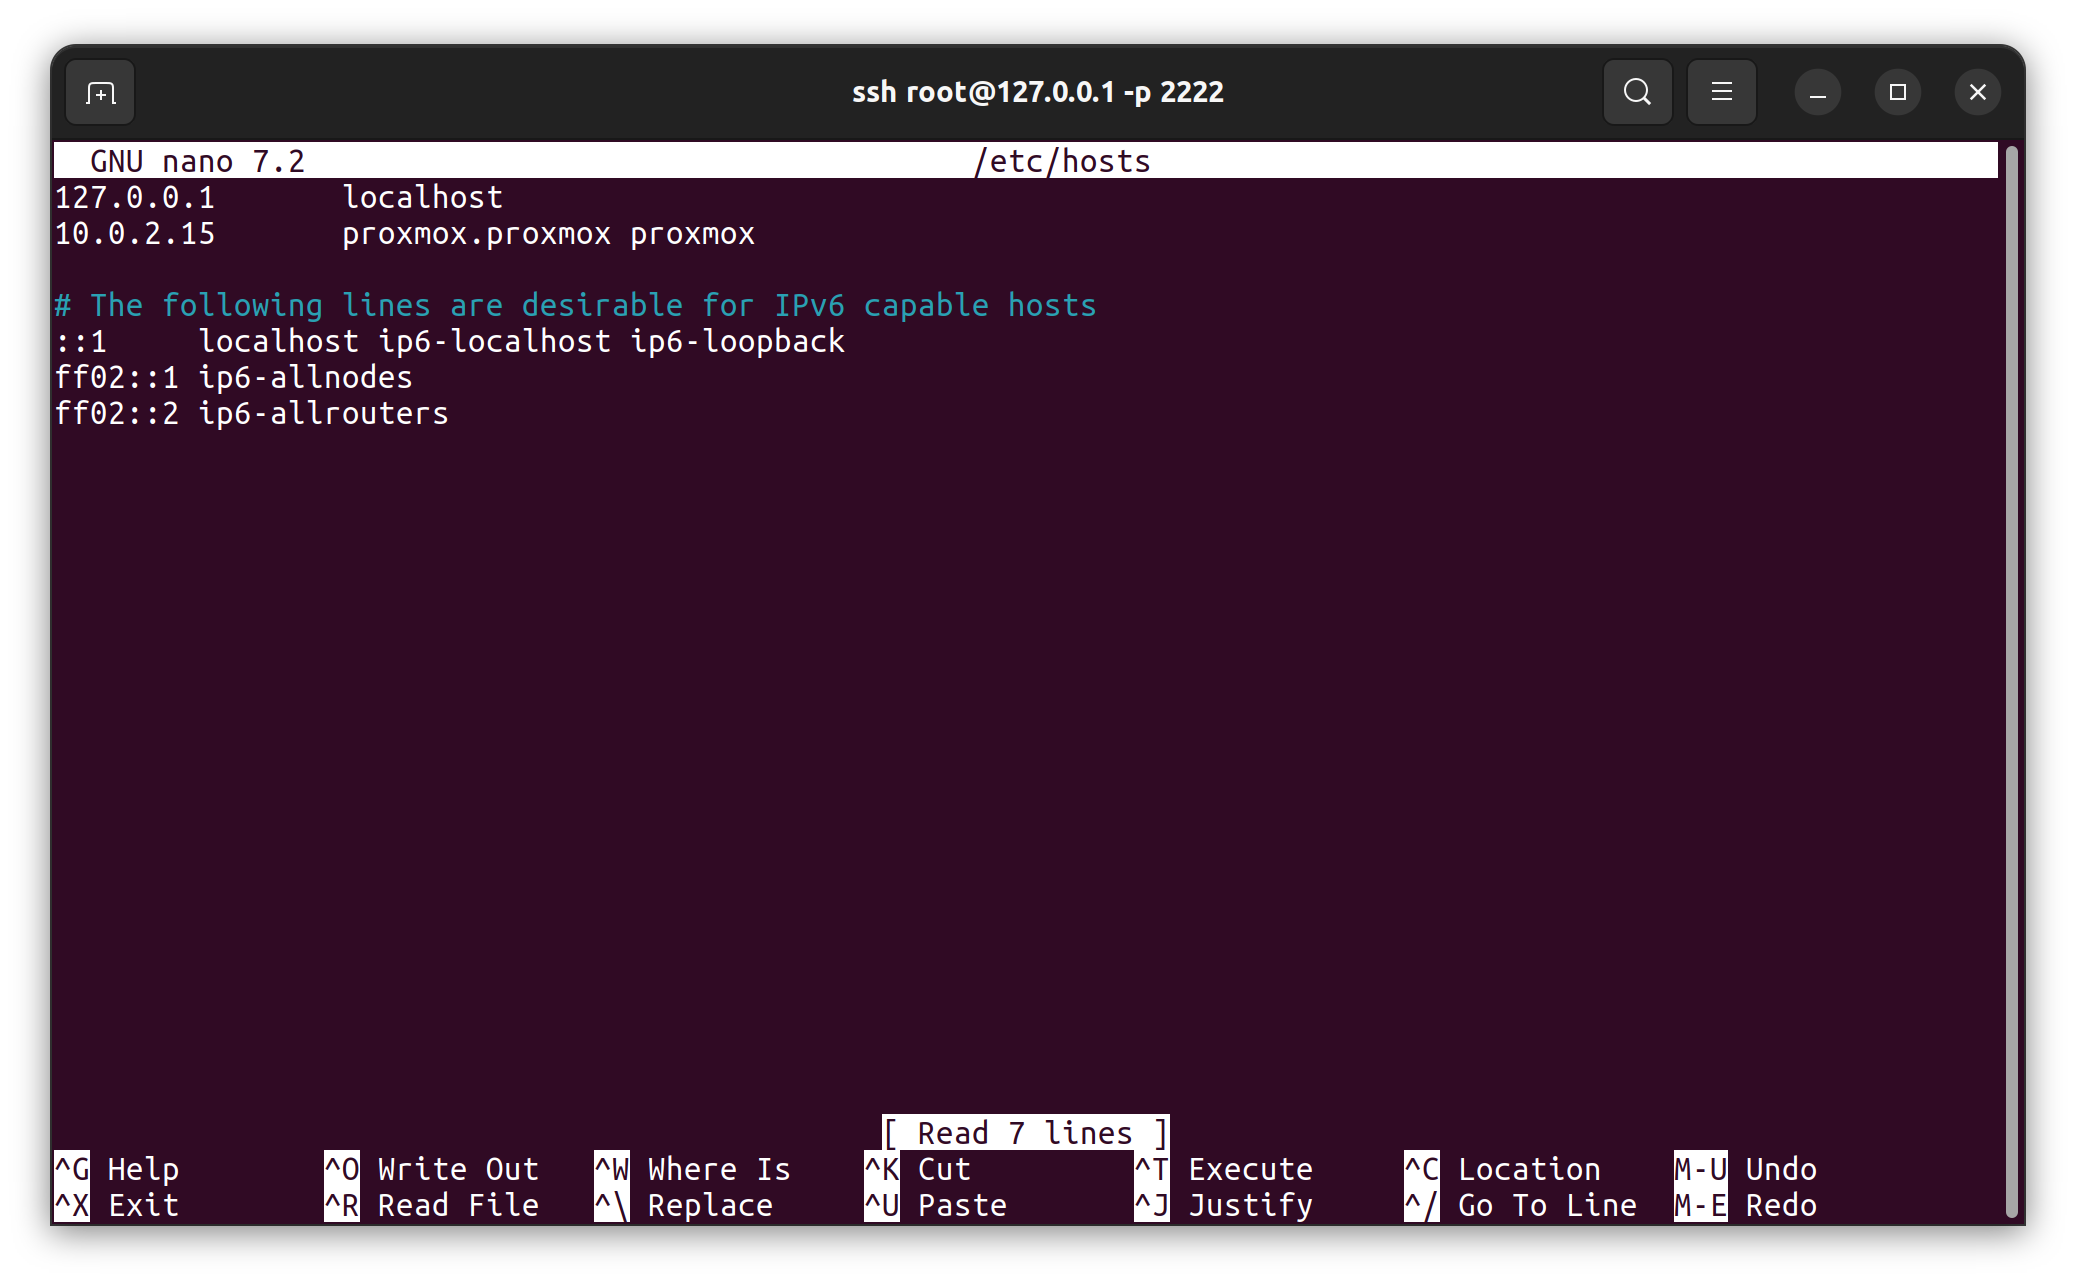 ssh root@127.0.0.1 -p 2222
GNU nano 7.2 /etc/hosts
127.0.0.1 localhost
10.0.2.15 proxmox.proxmox proxmox
# The following lines are desirable for IPv6 capable hosts
::1 localhost ip6-localhost ip6-loopback
ff02::1 ip6-allnodes
ff02::2 ip6-allrouters
[ Read 7 lines ]
^G Help ^O Write Out ^W Where Is ^K Cut ^T Execute ^C Location M-U Undo
^X Exit ^R Read File ^\ Replace ^U Paste ^J Justify ^/ Go To Line M-E Redo